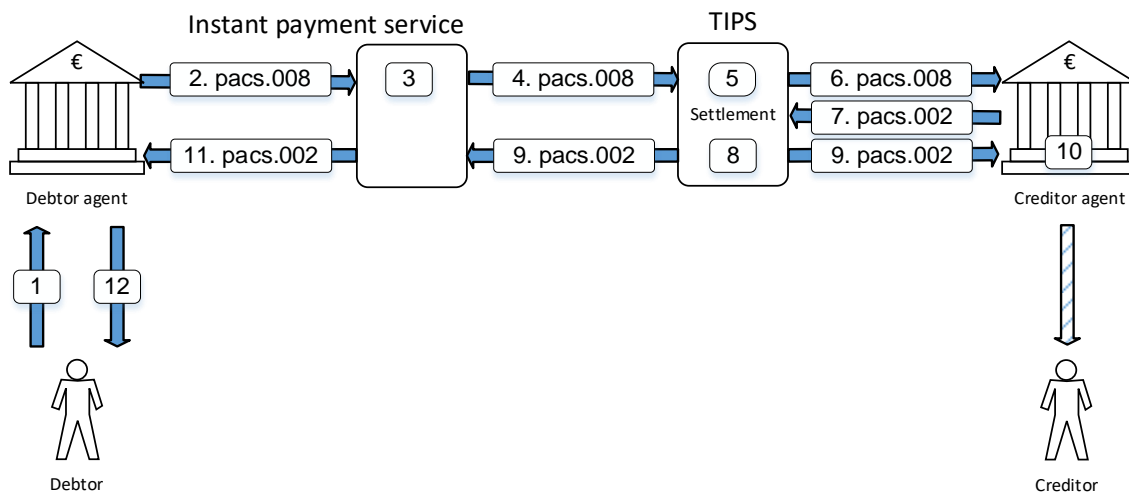 Instant payment service
TIPS
€
2. pacs.008
3
4. pacs.008
5
6. pacs.008
€
Settlement
7. pacs.002
11. pacs.002
9. pacs.002
8
9. pacs.002
10
Debtor agent
Creditor agent
1
12
Debtor
Creditor